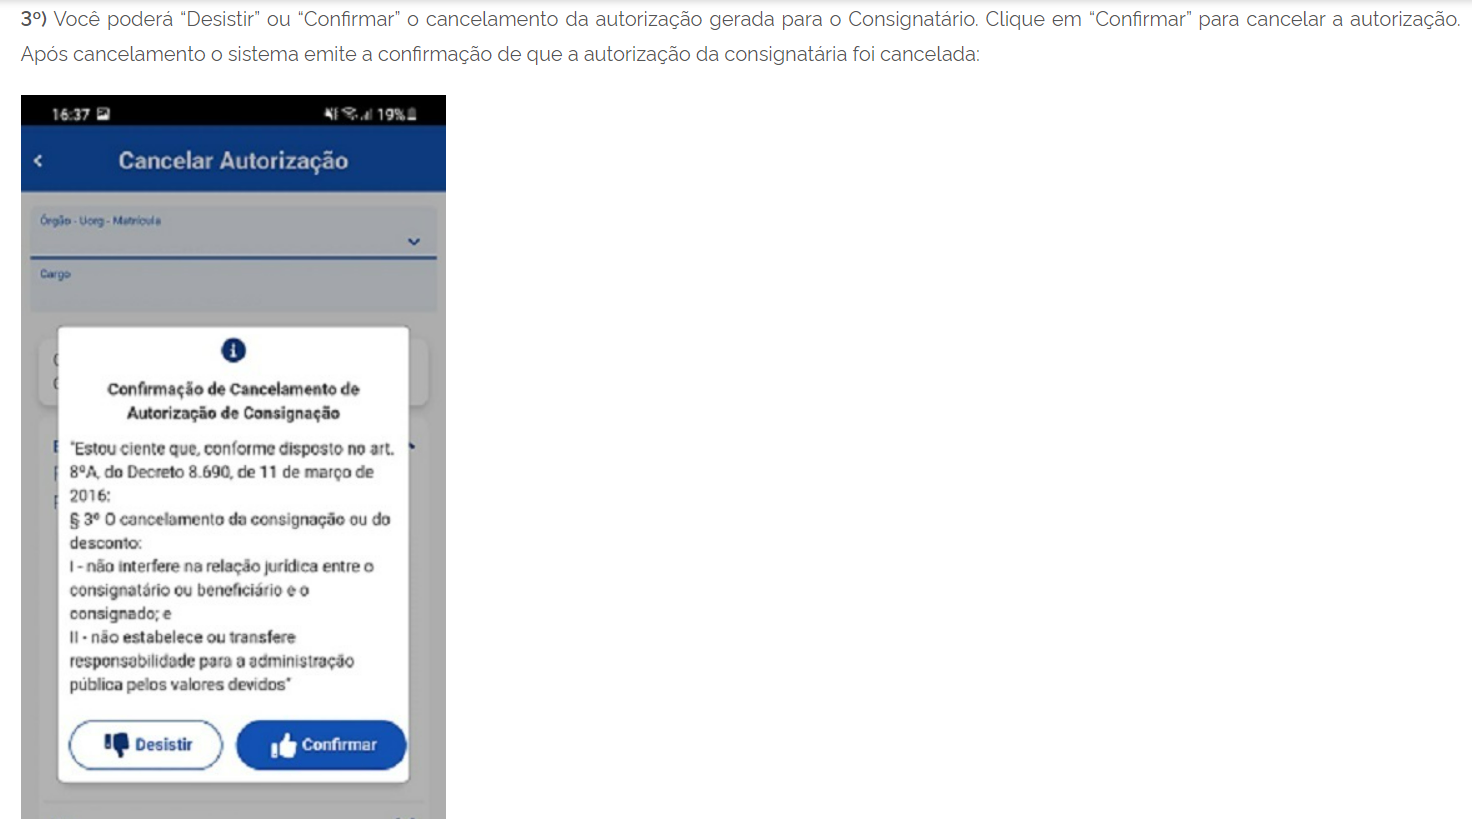 3º) Você poderá “Desistir” ou “Confirmar” o cancelamento da autorização gerada para o Consignatário. Clique em “Confirmar” para cancelar a autorização.
Após cancelamento o sistema emite a confirmação de que a autorização da consignatária foi cancelada:
16:37 19%
Cancelar Autorização
Órgão - Uorg - Matrícula
Cargo
Confirmação de Cancelamento de
Autorização de Consignação
"Estou ciente que, conforme disposto no art.
8ºA, do Decreto 8.690, de 11 de março de
2016:
§ 3º O cancelamento da consignação ou do
desconto:
I - não interfere na relação jurídica entre o
consignatário ou beneficiário e o
consignado; e
II - não estabelece ou transfere
responsabilidade para a administração
pública pelos valores devidos"
Desistir Confirmar